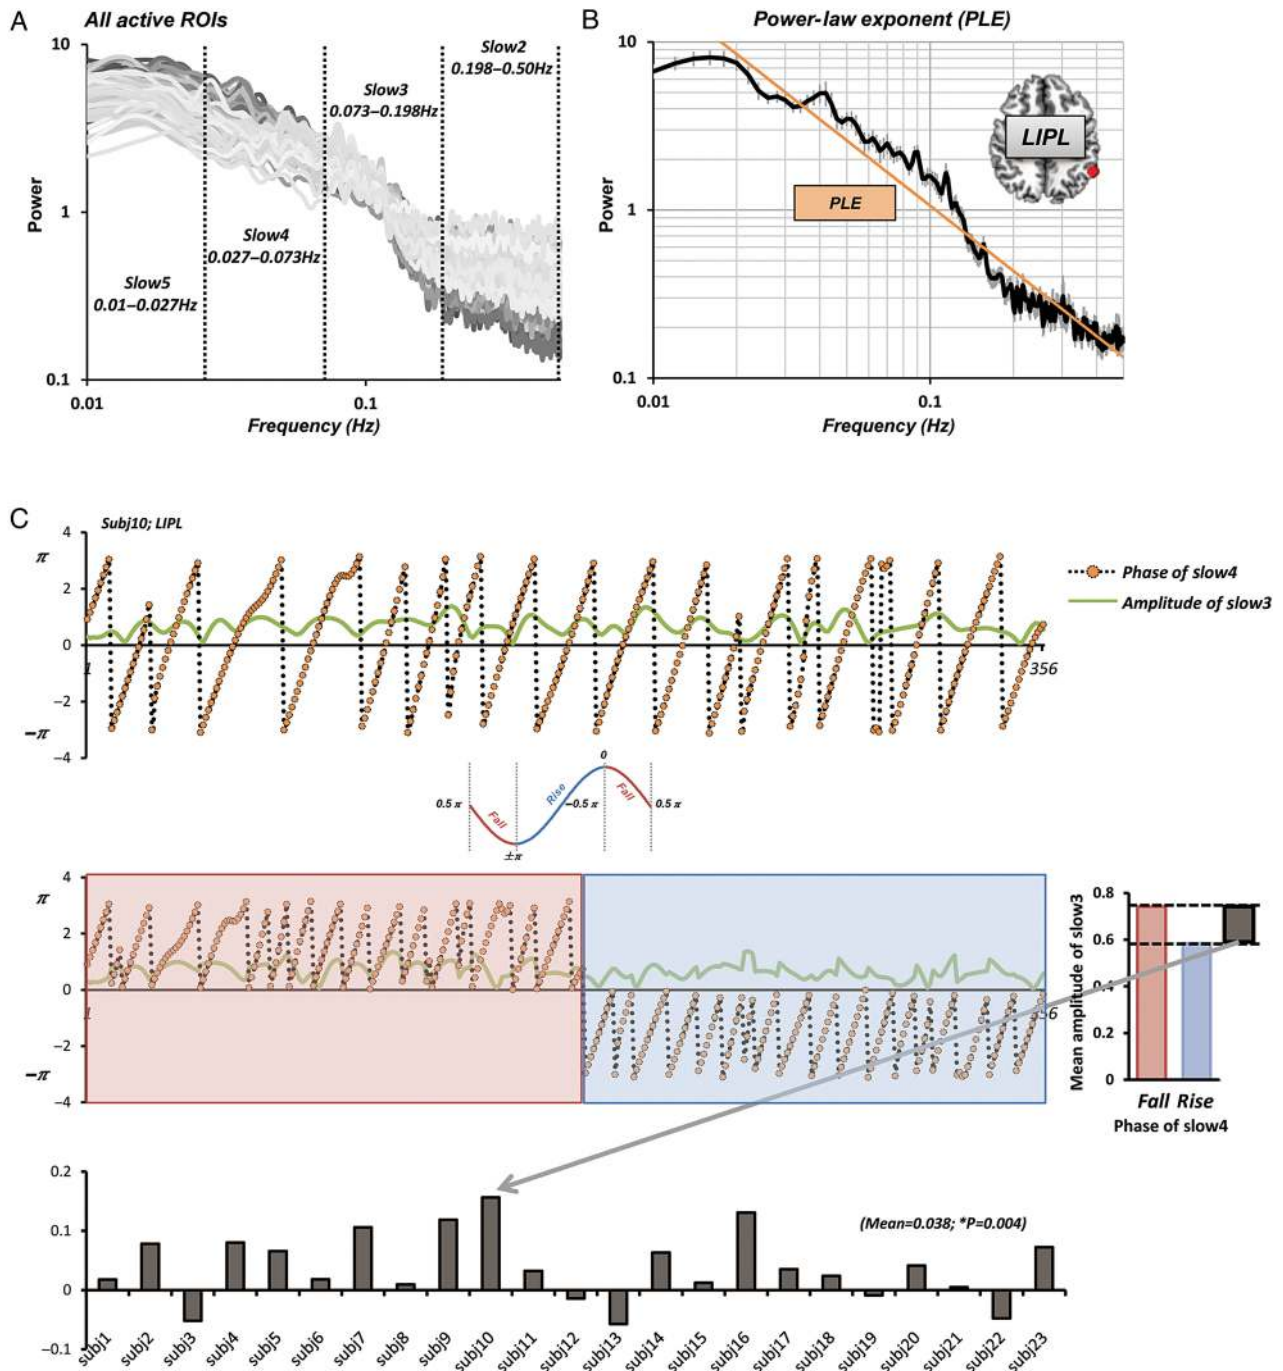 A
All active ROIs
10
1
0.1
Power
Slow5
0.01–0.027Hz
Slow4
0.027–0.073Hz
Slow3
0.073–0.198Hz
Slow2
0.198–0.50Hz
0.01
0.1
Frequency (Hz)
B
Power-law exponent (PLE)
10
1
0.1
Power
PLE
LIPL
0.01
0.1
Frequency (Hz)
C
Subj10; LIPL
4
π
2
0
1
356
−2
−π
−4
Phase of slow4
Amplitude of slow3
0
0.5 π
Fall
Rise
−0.5 π
Fall
0.5 π
±π
4
π
2
0
1
56
−2
−π
−4
Mean amplitude of slow3
0.8
0.6
0.4
0.2
0
Fall Rise
Phase of slow4
0.2
0.1
0
−0.1
(Mean=0.038; *P=0.004)
subj1
subj2
subj3
subj4
subj5
subj6
subj7
subj8
subj9
subj10
subj11
subj12
subj13
subj14
subj15
subj16
subj17
subj18
subj19
subj20
subj21
subj22
subj23